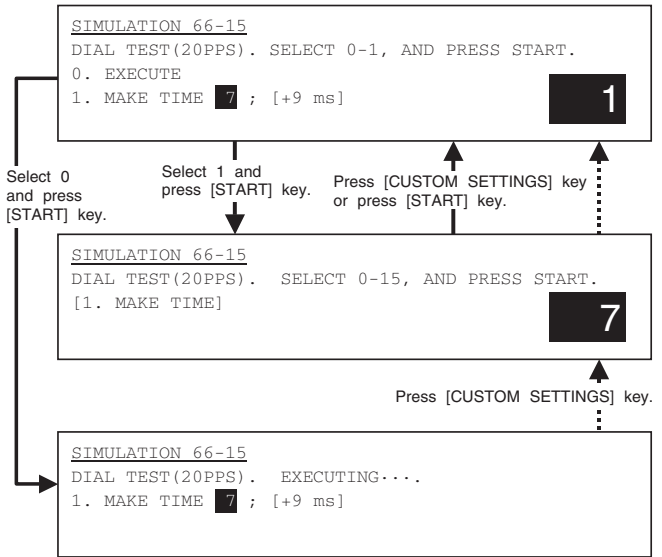 SIMULATION 66-15
DIAL TEST(20PPS). SELECT 0-1, AND PRESS START.
0. EXECUTE
1. MAKE TIME 7 ; [+9 ms]
1
Select 0
and press
[START] key.
Select 1 and
press [START] key.
Press [CUSTOM SETTINGS] key
or press [START] key.
SIMULATION 66-15
DIAL TEST(20PPS). SELECT 0-15, AND PRESS START.
[1. MAKE TIME]
7
Press [CUSTOM SETTINGS] key.
SIMULATION 66-15
DIAL TEST(20PPS). EXECUTING····.
1. MAKE TIME 7 ; [+9 ms]